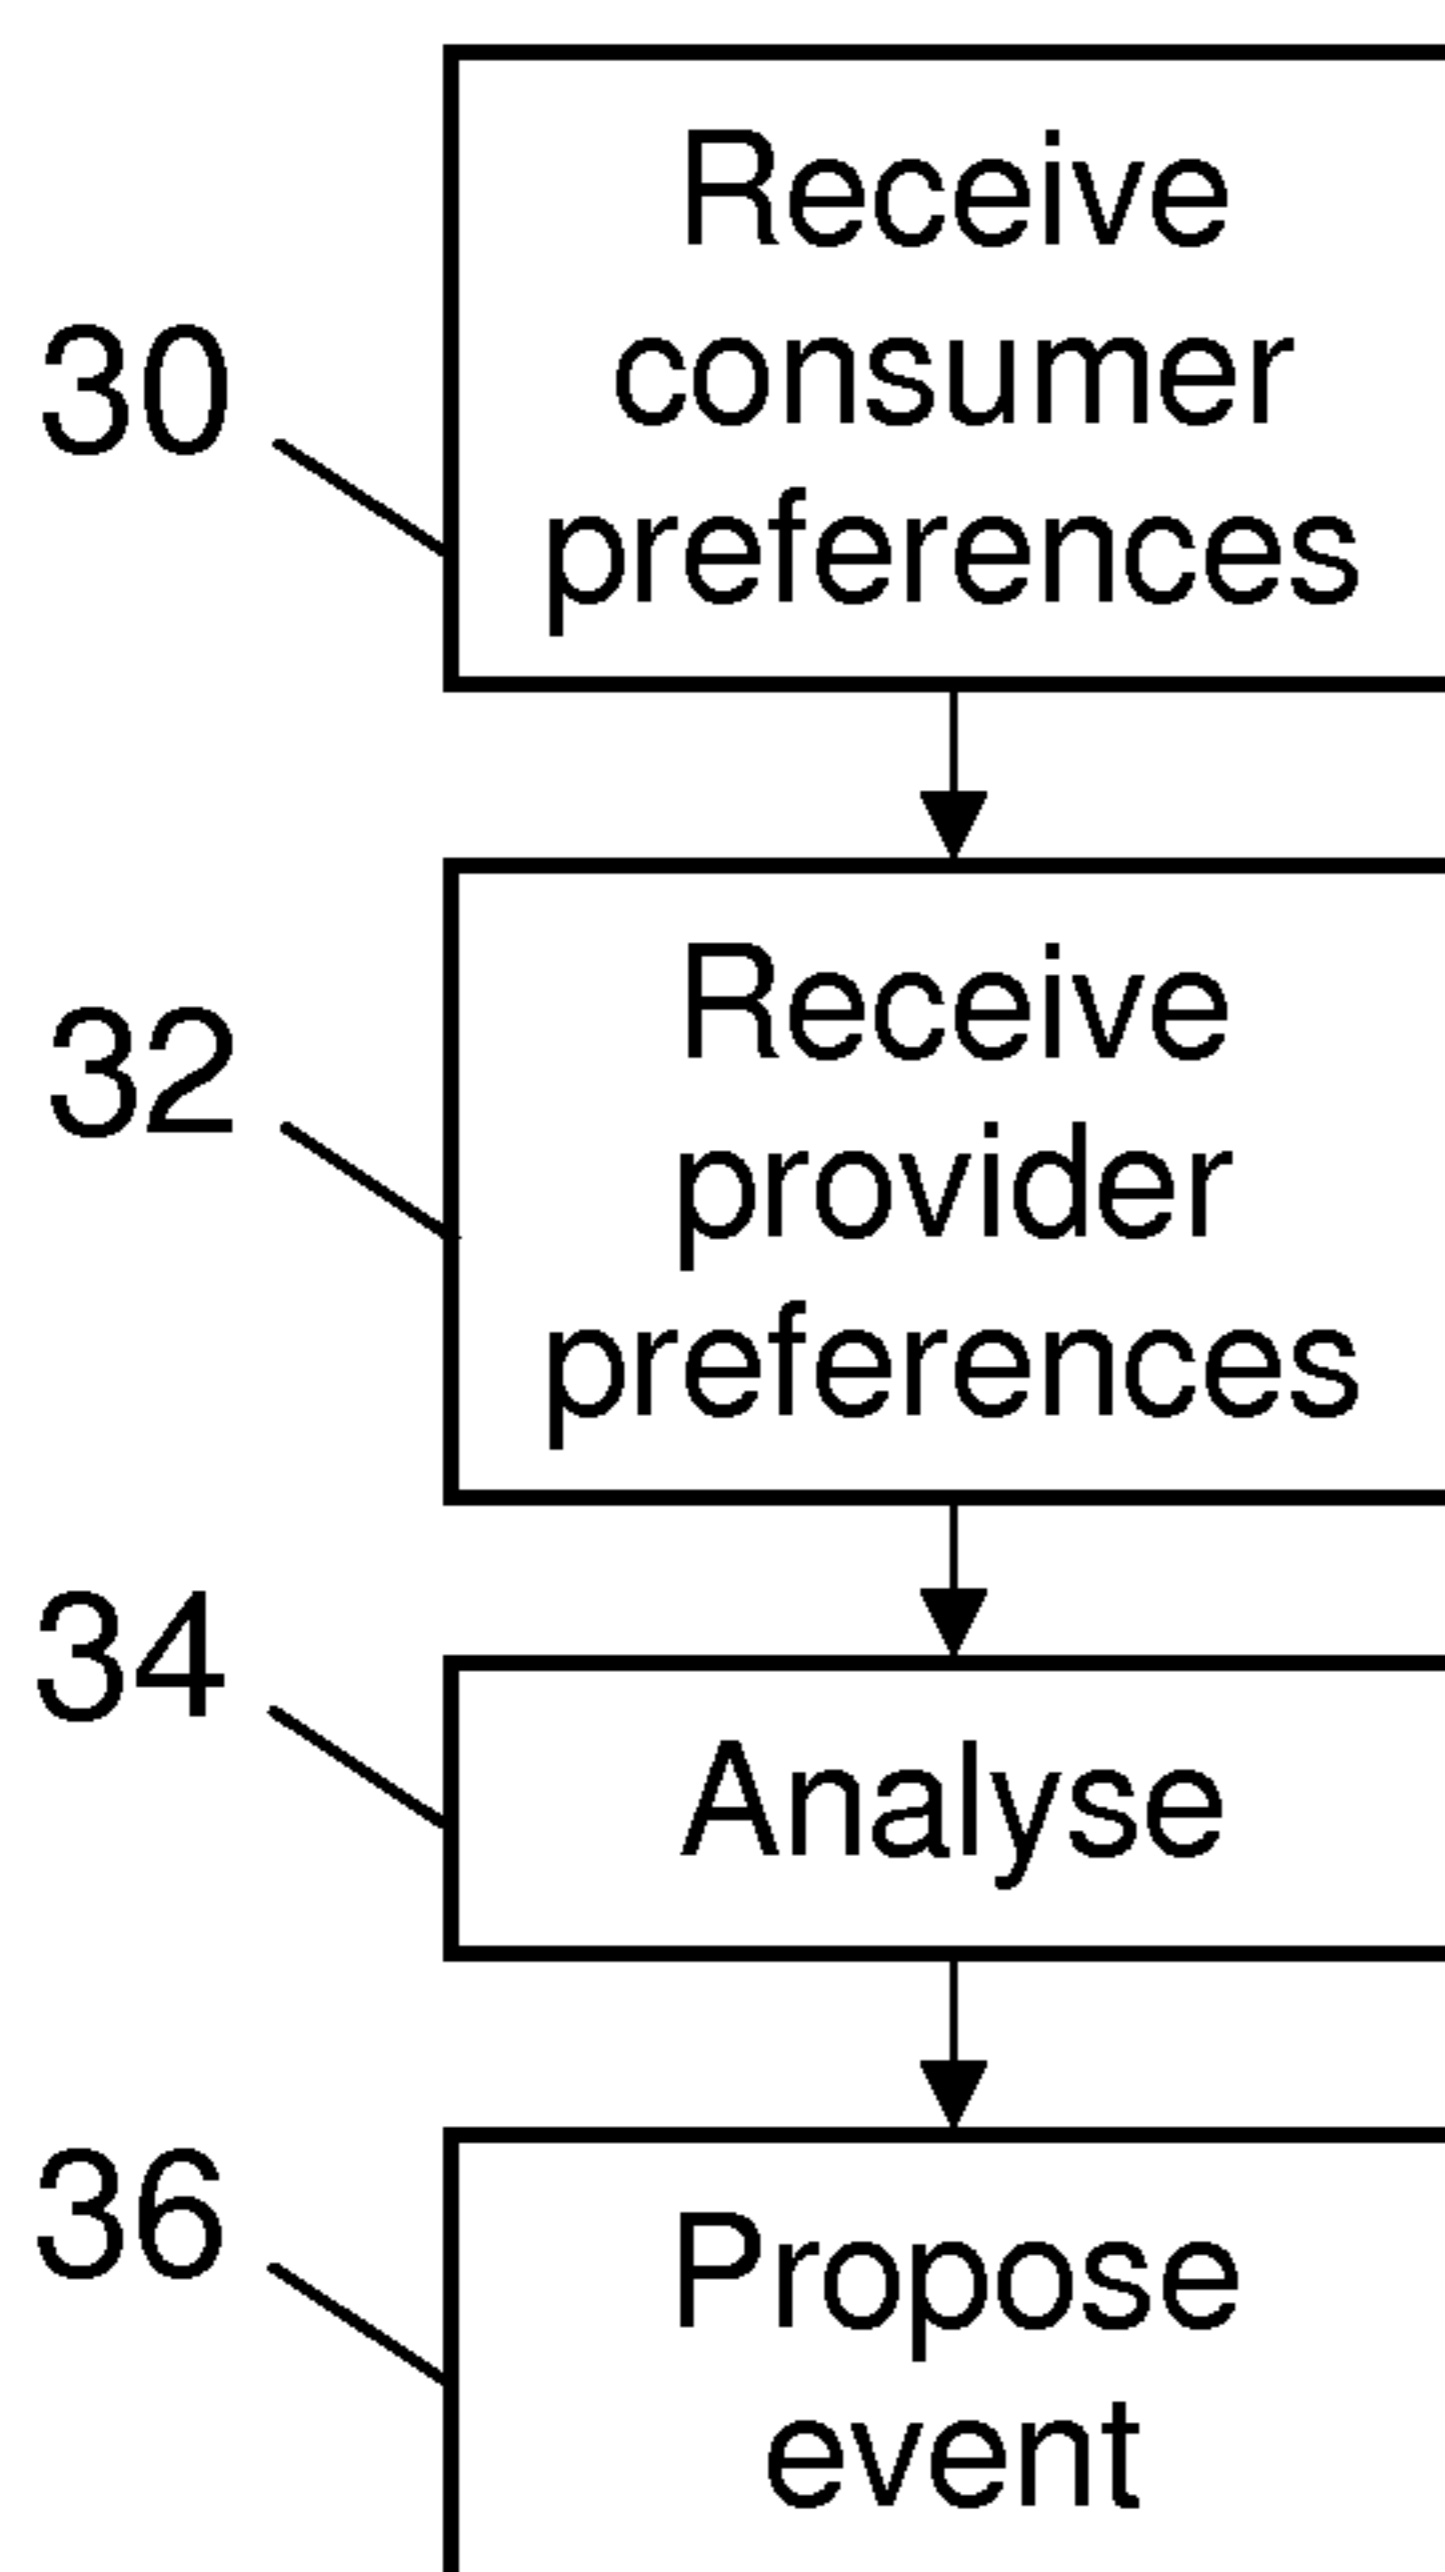 Receive
consumer
preferences
30
Receive
provider
preferences
32
34
Analyse
36
Propose
event